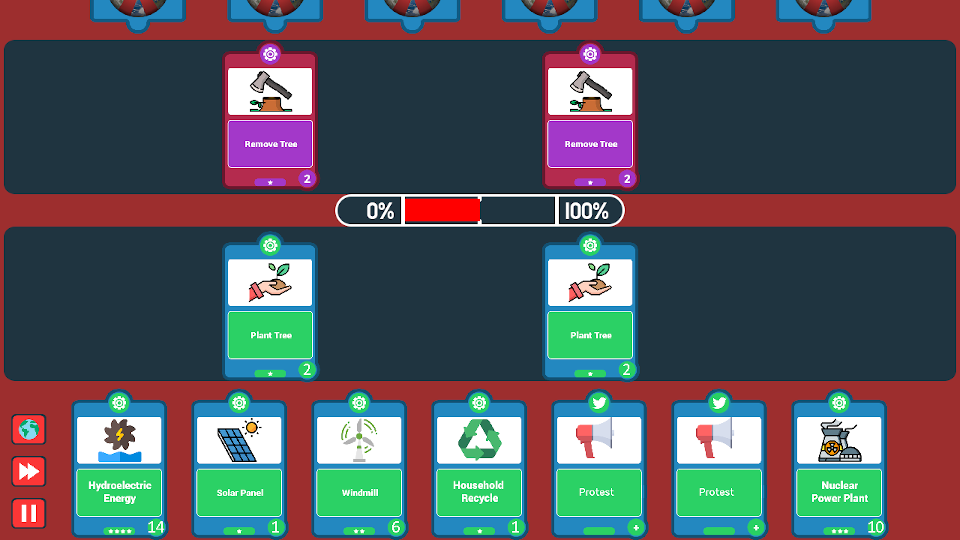 Remove Tree
2
Remove Tree
2
0%
100%
Plant Tree
2
Plant Tree
2
Hydroelectric
Energy
14
Solar Panel
1
Windmill
6
Household
Recycle
1
Protest
+
Protest
+
Nuclear
Power Plant
10